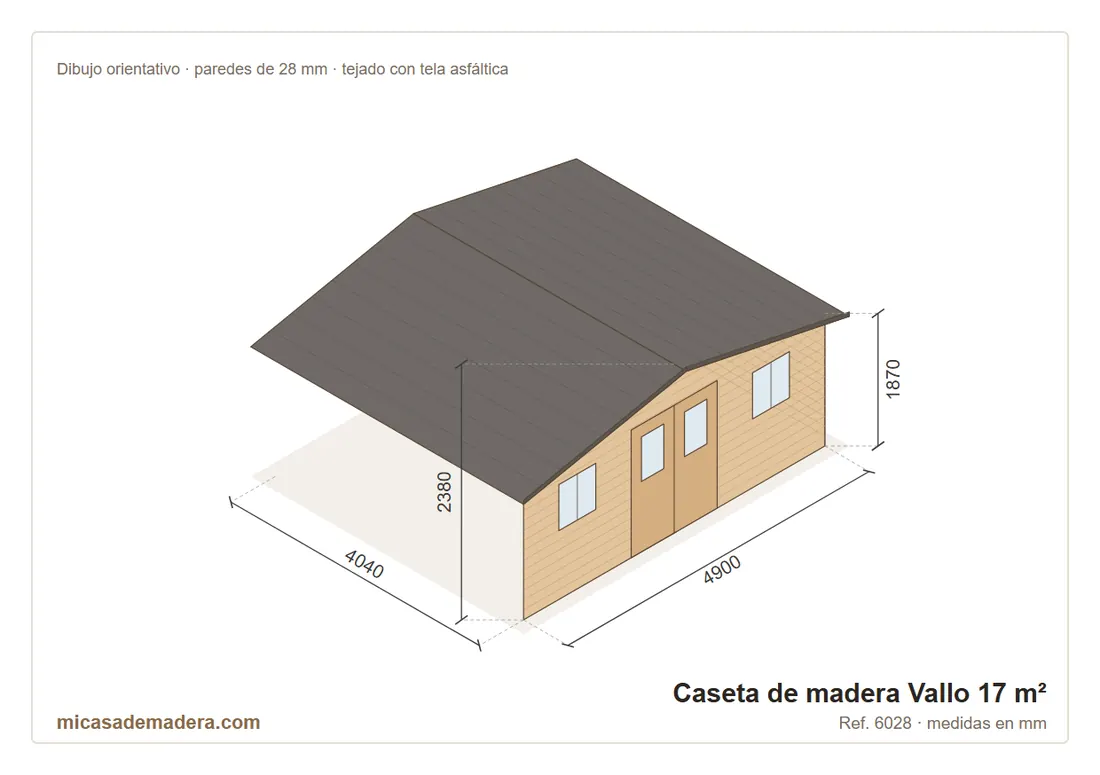 Dibujo orientativo · paredes de 28 mm · tejado con tela asfáltica
1870
2380
4040
4900
Caseta de madera Vallo 17 m²
micasademadera.com
Ref. 6028 · medidas en mm